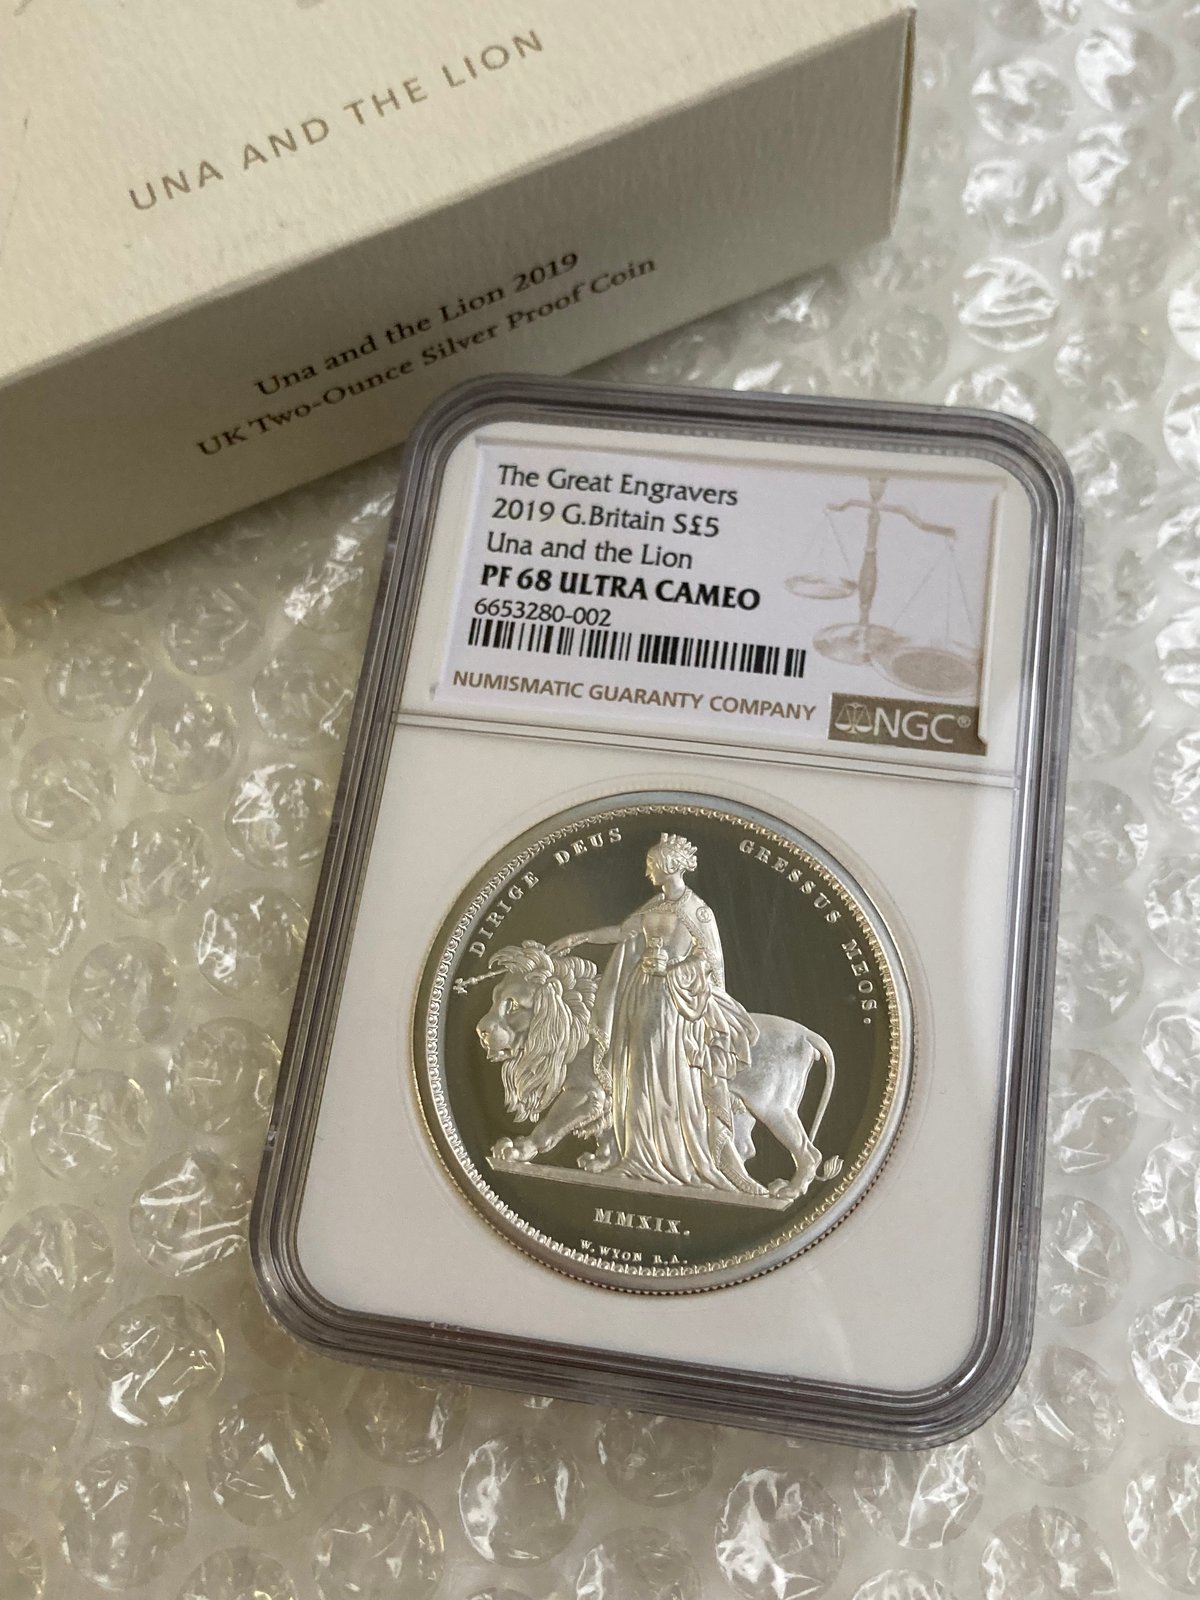 UNA AND THE LION
Una and the Lion 2019
UK Two-Ounce Silver Proof Coin
The Great Engravers
2019 G.Britain S£5
Una and the Lion
PF 68 ULTRA CAMEO
6653280-002
NUMISMATIC GUARANTY COMPANY
NGC®
DIRIGE DEUS GRESSUS MEOS.
MMXIX.
W. WYON R.A.